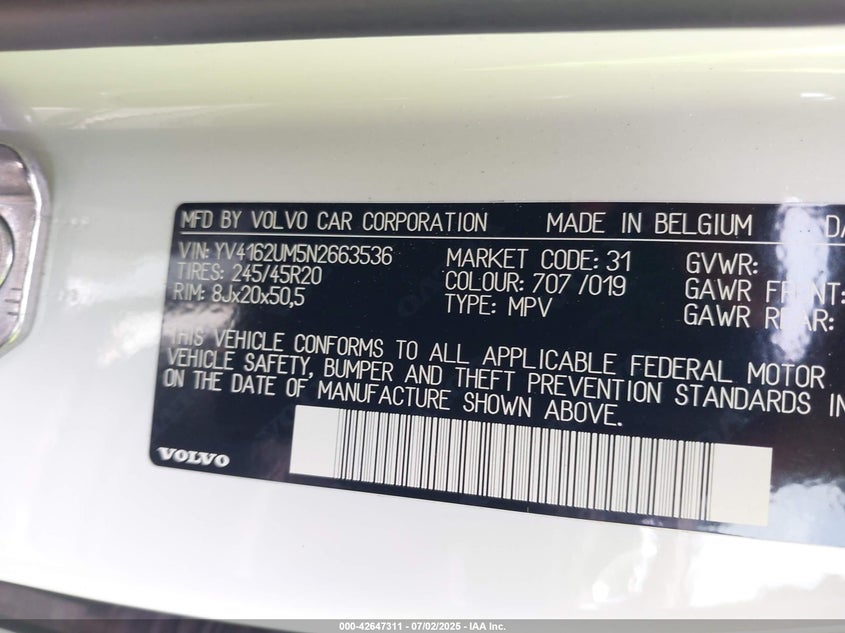 MFD BY VOLVO CAR CORPORATION MADE IN BELGIUM DA
VIN: YV4162UM5N2663536 MARKET CODE: 31 GVWR:
TIRES: 245/45R20 COLOUR: 707 /019 GAWR FRONT:
RIM: 8Jx20x50,5 TYPE: MPV GAWR REAR:
THIS VEHICLE CONFORMS TO ALL APPLICABLE FEDERAL MOTOR
VEHICLE SAFETY, BUMPER AND THEFT PREVENTION STANDARDS IN
ON THE DATE OF MANUFACTURE SHOWN ABOVE.
VOLVO
000-42647311 - 07/02/2025 - IAA Inc.